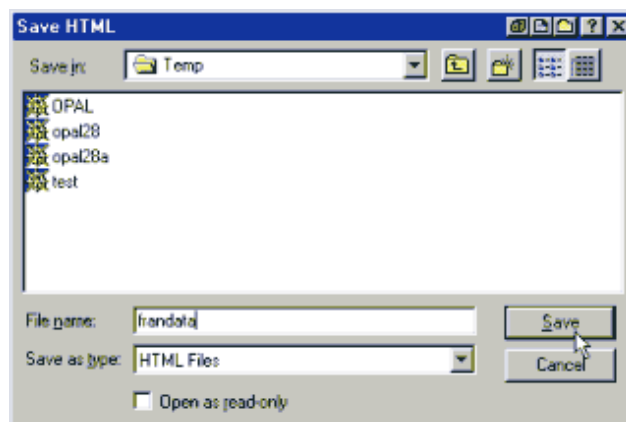 Save HTML
Save in: Temp
OPAL
opal28
opal28a
test
File name: frandata Save
Save as type: HTML Files Cancel
Open as read-only